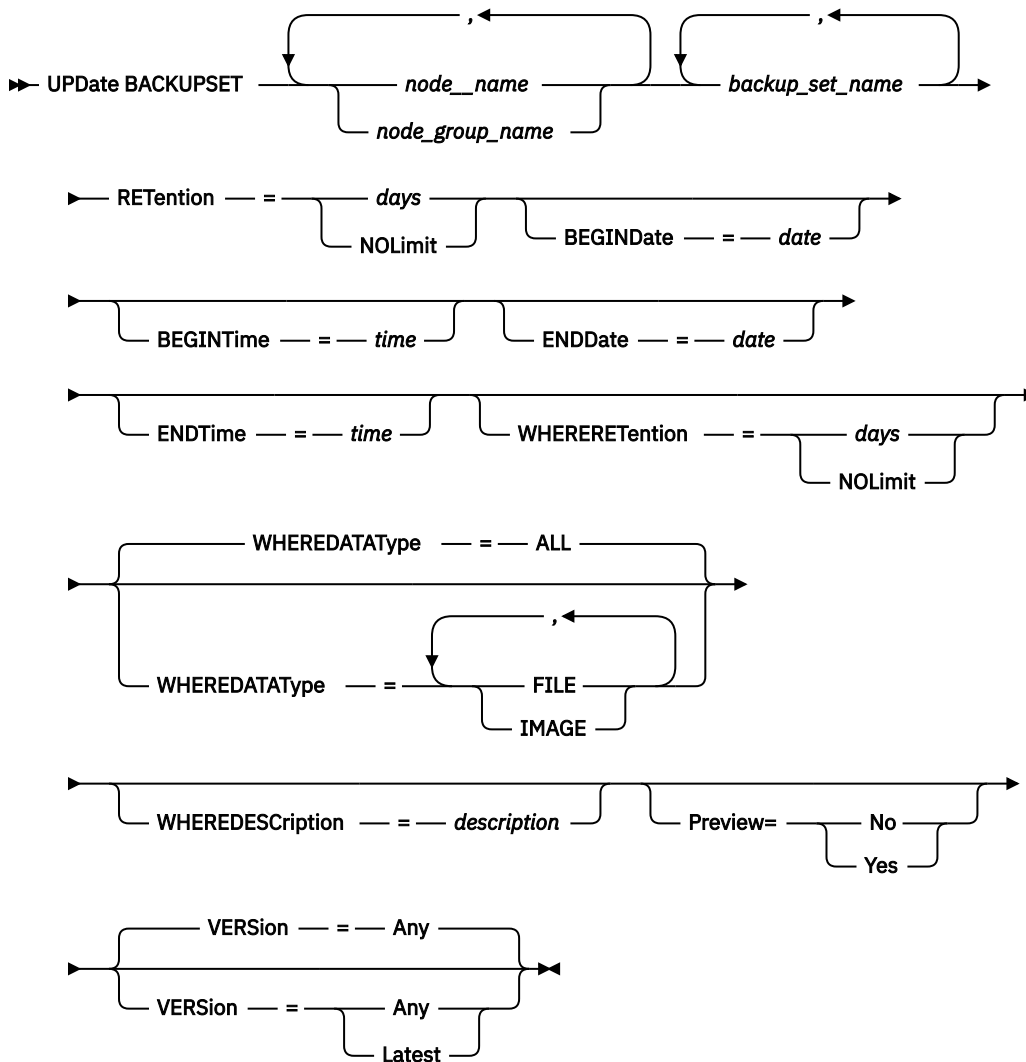 , ,
UPDate BACKUPSET node__name backup_set_name
node_group_name
RETention = days
NOLimit BEGINDate = date
BEGINTime = time ENDDate = date
ENDTime = time WHERERETention = days
NOLimit
WHEREDATAType = ALL
,
WHEREDATAType = FILE
IMAGE
WHEREDESCription = description Preview= No
Yes
VERSion = Any
VERSion = Any
Latest